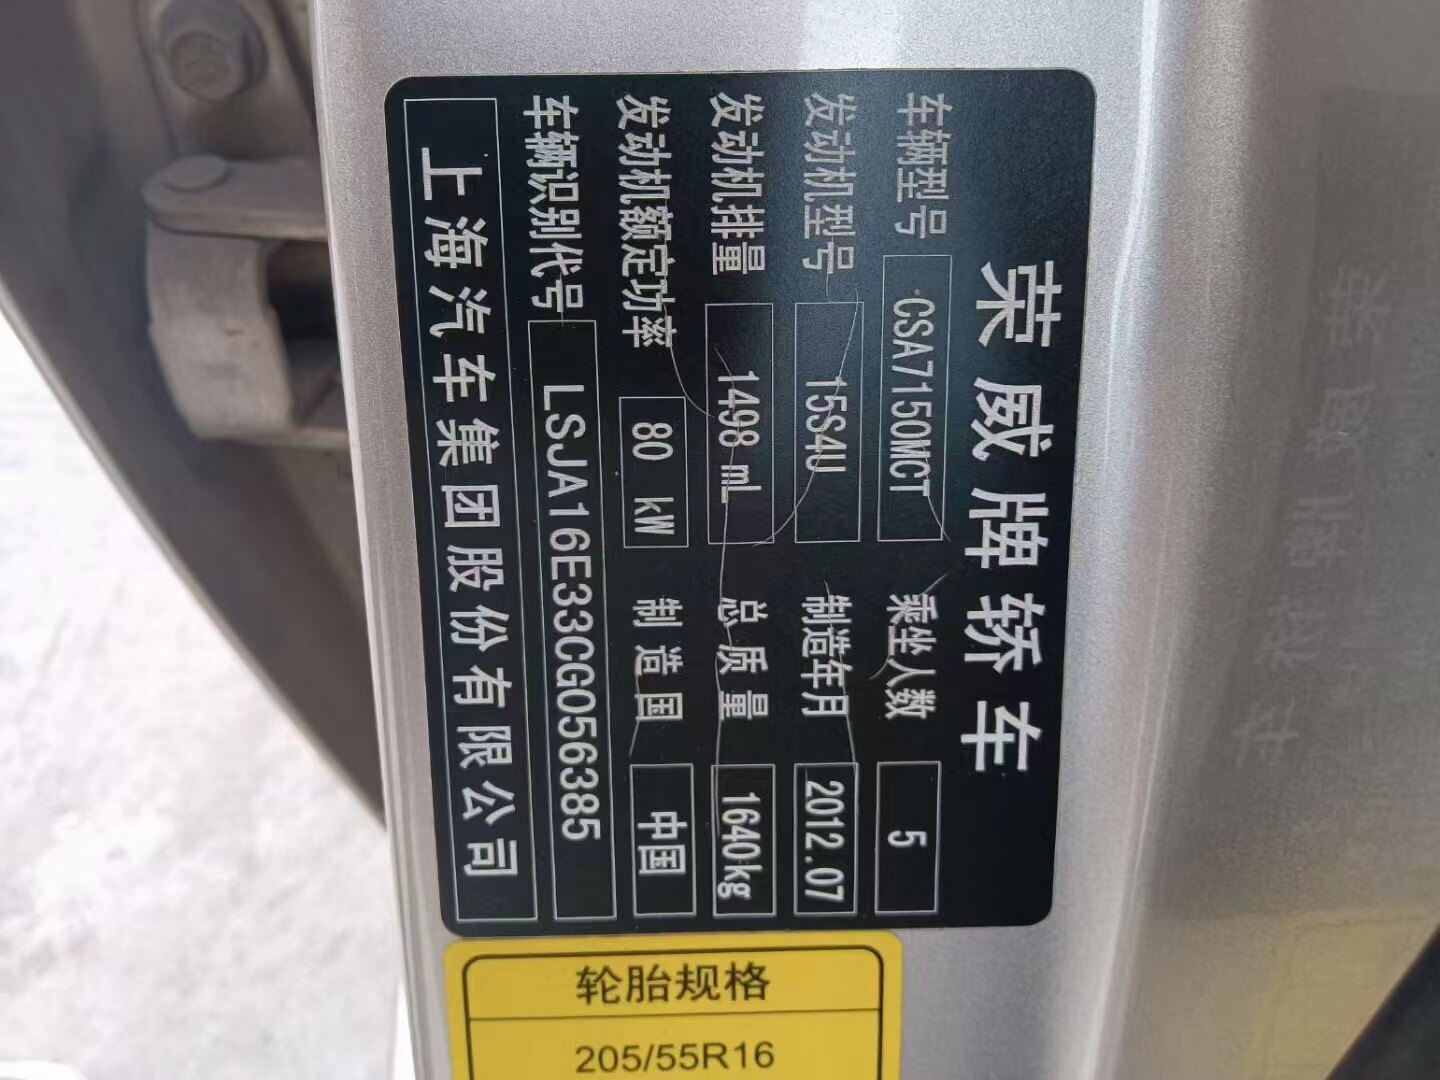 荣威牌轿车
车辆型号 CSA7150MCT 乘坐人数 5
发动机型号 15S4U 制造年月 2012.07
发动机排量 1498 mL 总质量 1640kg
发动机额定功率 80 kW 制造国 中国
车辆识别代号 LSJA16E33CG056385
上海汽车集团股份有限公司
轮胎规格
205/55R16